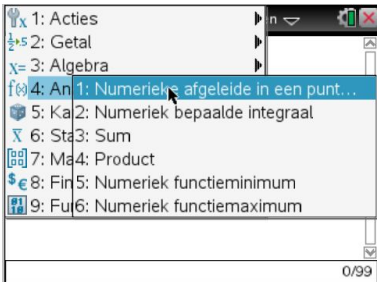 1: Acties
2: Getal
3: Algebra
4: An
1: Numerieke afgeleide in een punt...
5: Ka
2: Numeriek bepaalde integraal
6: Sta
3: Sum
7: Ma
4: Product
8: Fin
5: Numeriek functieminimum
9: Fu
6: Numeriek functiemaximum
0/99